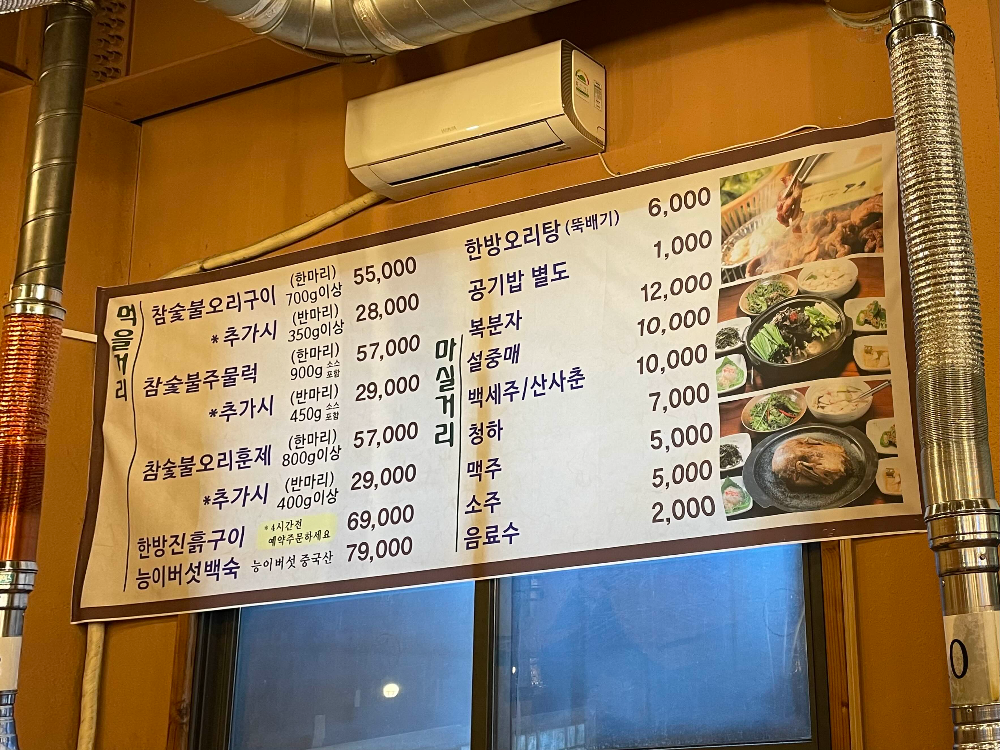 먹을거리
참숯불오리구이 (한마리) 700g이상 55,000
*추가시 (반마리) 350g이상 28,000
참숯불주물럭 (한마리) 900g 소스포함 57,000
*추가시 (반마리) 450g 소스포함 29,000
참숯불오리훈제 (한마리) 800g이상 57,000
*추가시 (반마리) 400g이상 29,000
한방진흙구이 *4시간전 예약주문하세요 69,000
능이버섯백숙 능이버섯 중국산 79,000
마실거리
한방오리탕 (뚝배기) 6,000
공기밥 별도 1,000
복분자 12,000
설중매 10,000
백세주/산사춘 10,000
청하 7,000
맥주 5,000
소주 5,000
음료수 2,000